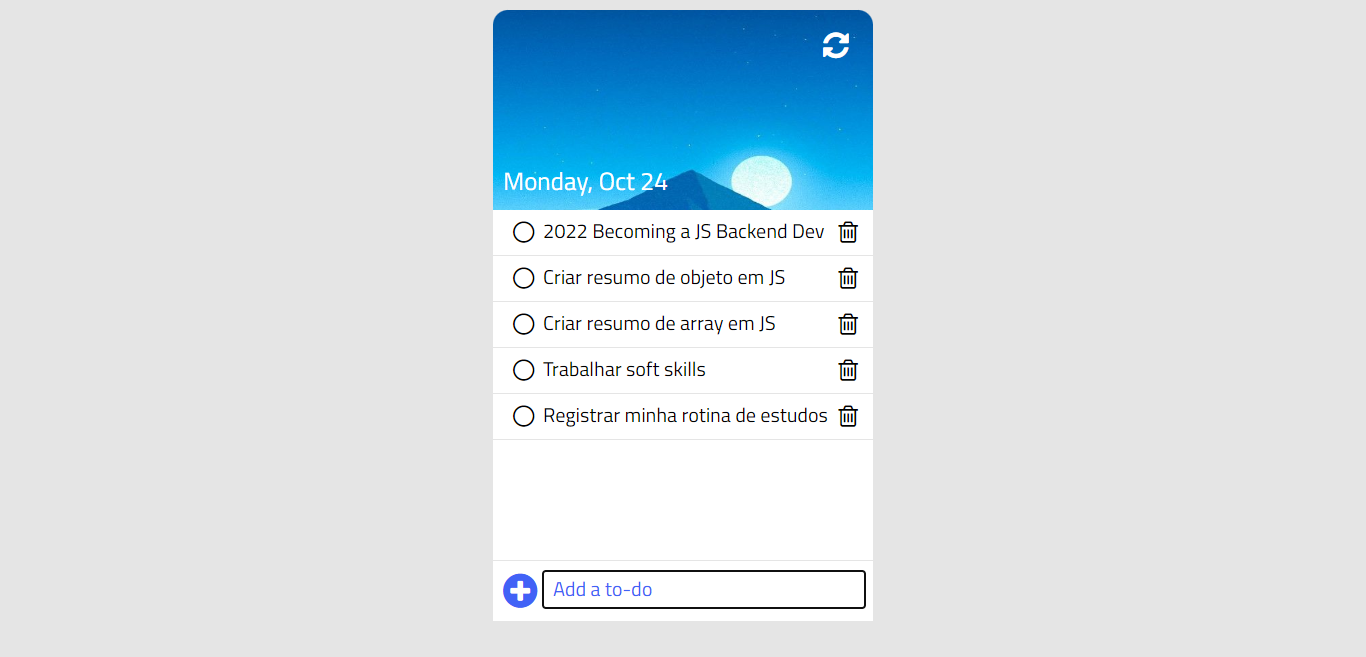 Monday, Oct 24
2022 Becoming a JS Backend Dev
Criar resumo de objeto em JS
Criar resumo de array em JS
Trabalhar soft skills
Registrar minha rotina de estudos
Add a to-do